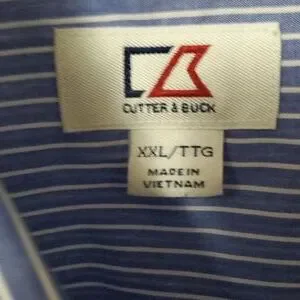 CUTTER & BUCK
XXL/TTG
MADE IN
VIETNAM